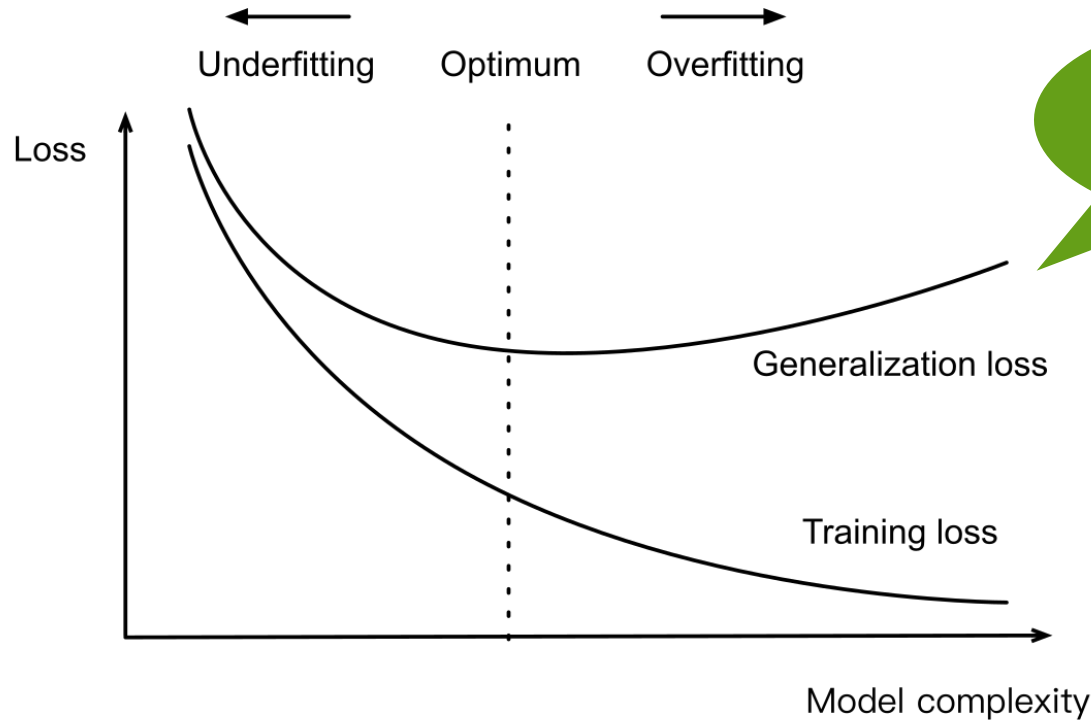 Underfitting Optimum Overfitting
Loss
Generalization loss
Training loss
Model complexity